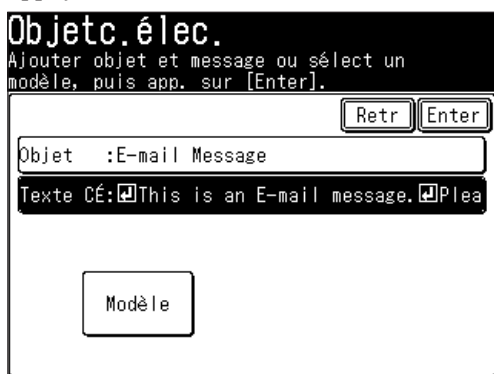 Objetc.élec.
Ajouter objet et message ou sélect un
modèle, puis app. sur [Enter].
Retr Enter
Objet :E-mail Message
Texte CÉ:↵This is an E-mail message.↵Plea
Modèle